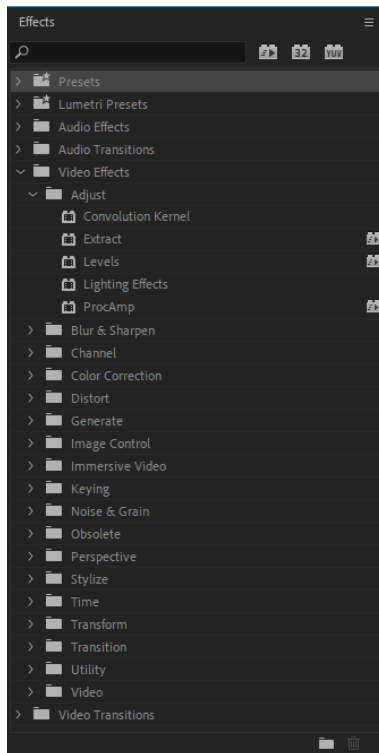 Effects
32 YUV
Presets
Lumetri Presets
Audio Effects
Audio Transitions
Video Effects
Adjust
Convolution Kernel
Extract
Levels
Lighting Effects
ProcAmp
Blur & Sharpen
Channel
Color Correction
Distort
Generate
Image Control
Immersive Video
Keying
Noise & Grain
Obsolete
Perspective
Stylize
Time
Transform
Transition
Utility
Video
Video Transitions